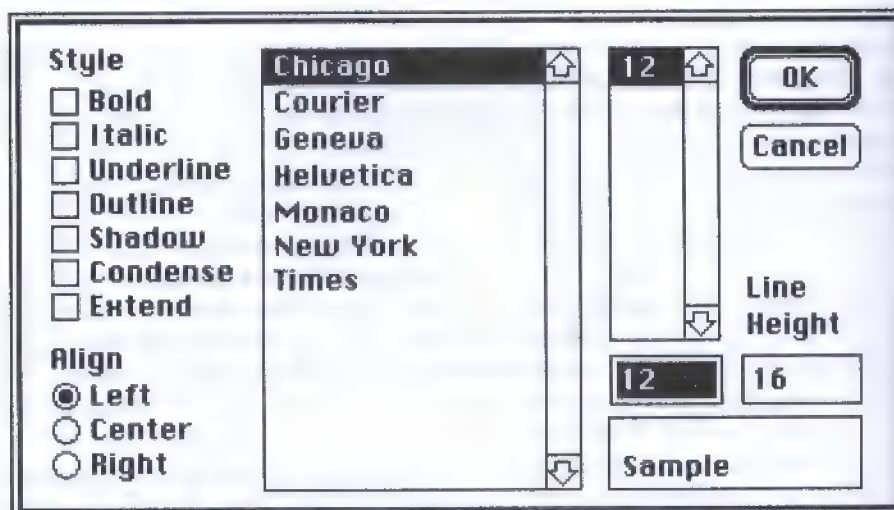 Style
Bold
Italic
Underline
Outline
Shadow
Condense
Extend
Align
Left
Center
Right
Chicago
Courier
Geneva
Helvetica
Monaco
New York
Times
12
12
OK
Cancel
Line
Height
16
Sample